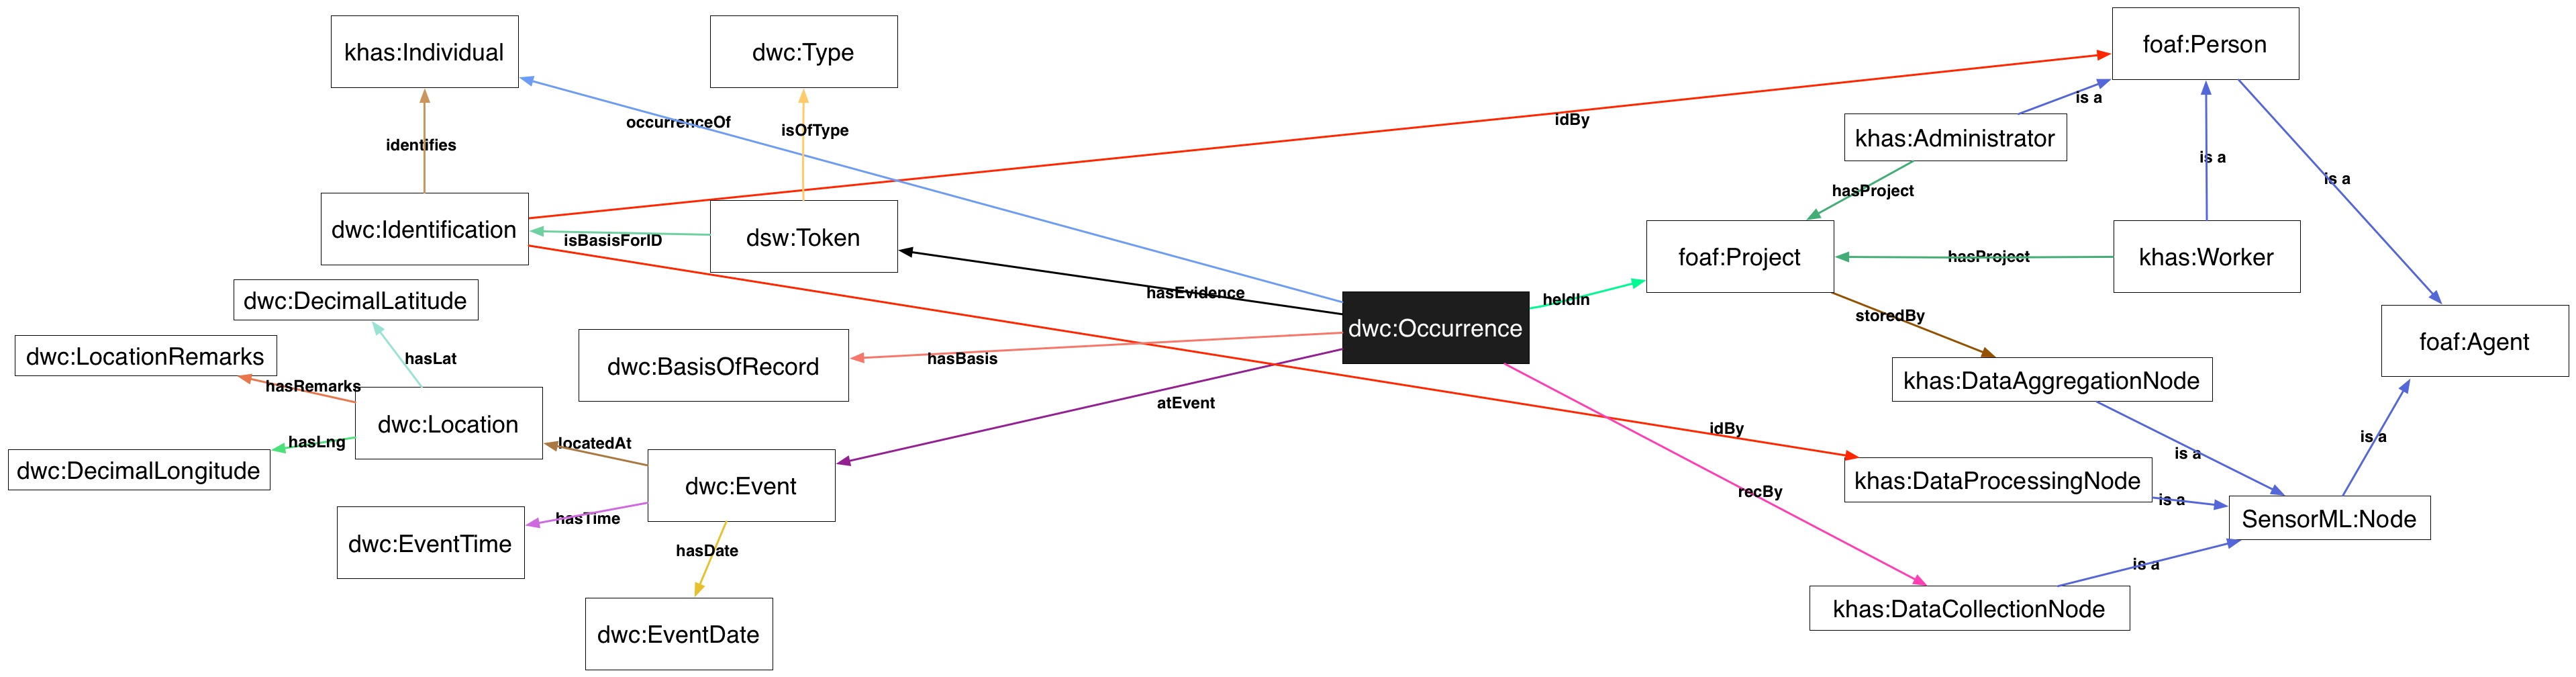 foaf:Person
khas:Individual
dwc:Type
is a
idBy
occurrenceOf
isOfType
khas:Administrator
identifies
is a
is a
hasProject
dwc:Identification
dsw:Token
isBasisForID
foaf:Project
hasProject
khas:Worker
hasEvidence
heldIn
dwc:DecimalLatitude
storedBy
dwc:Occurrence
foaf:Agent
dwc:LocationRemarks
hasLat
hasBasis
dwc:BasisOfRecord
khas:DataAggregationNode
hasRemarks
atEvent
dwc:Location
idBy
is a
hasLng
locatedAt
is a
dwc:DecimalLongitude
dwc:Event
khas:DataProcessingNode
recBy
is a
hasTime
SensorML:Node
dwc:EventTime
hasDate
is a
khas:DataCollectionNode
dwc:EventDate